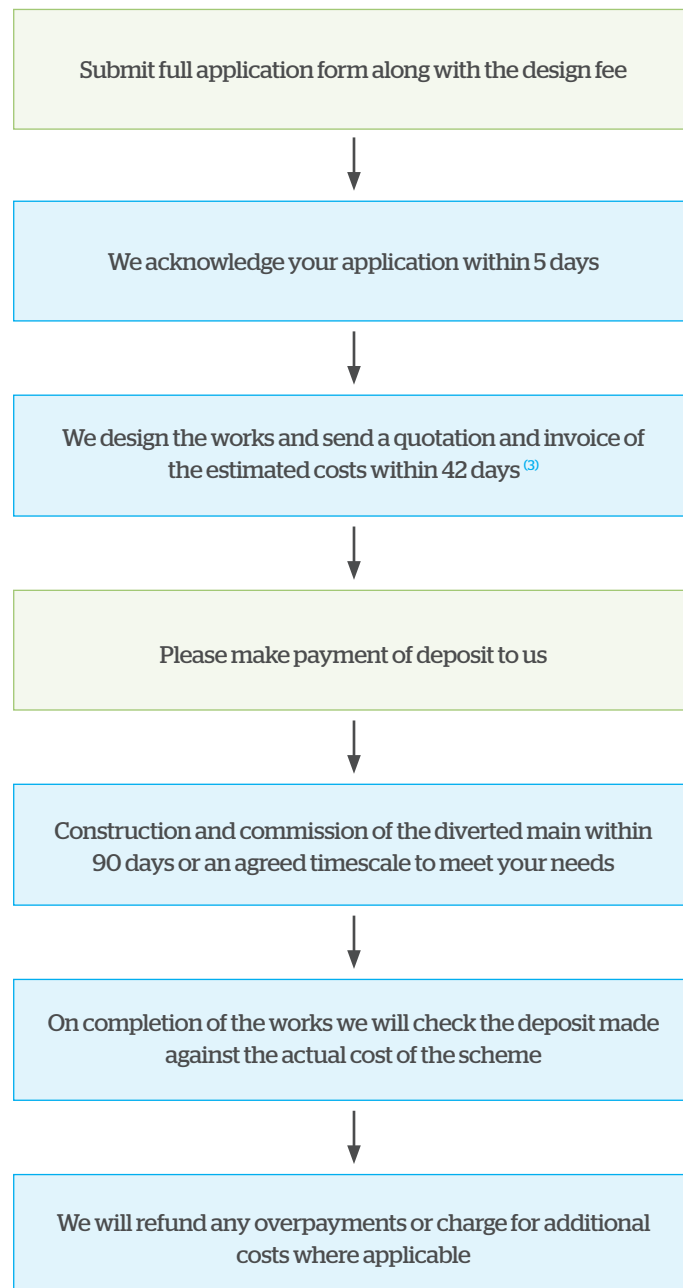 Submit full application form along with the design fee
We acknowledge your application within 5 days
We design the works and send a quotation and invoice of
the estimated costs within 42 days (3)
Please make payment of deposit to us
Construction and commission of the diverted main within
90 days or an agreed timescale to meet your needs
On completion of the works we will check the deposit made
against the actual cost of the scheme
We will refund any overpayments or charge for additional
costs where applicable